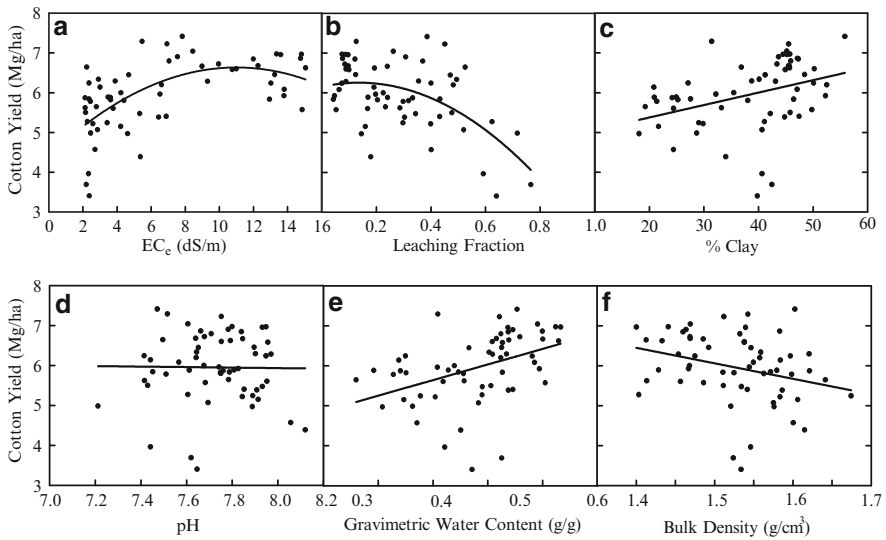 Cotton Yield (Mg/ha)
8
7
6
5
4
3
a
b
c
0 2 4 6 8 10 12 14 16 0.2 0.4 0.6 0.8 1.0 20 30 40 50 60
ECe (dS/m)
Leaching Fraction
% Clay
Cotton Yield (Mg/ha)
8
7
6
5
4
3
d
e
f
7.0 7.2 7.4 7.6 7.8 8.0 8.2 0.3 0.4 0.5 0.6 1.4 1.5 1.6 1.7
pH
Gravimetric Water Content (g/g)
Bulk Density (g/cm³)